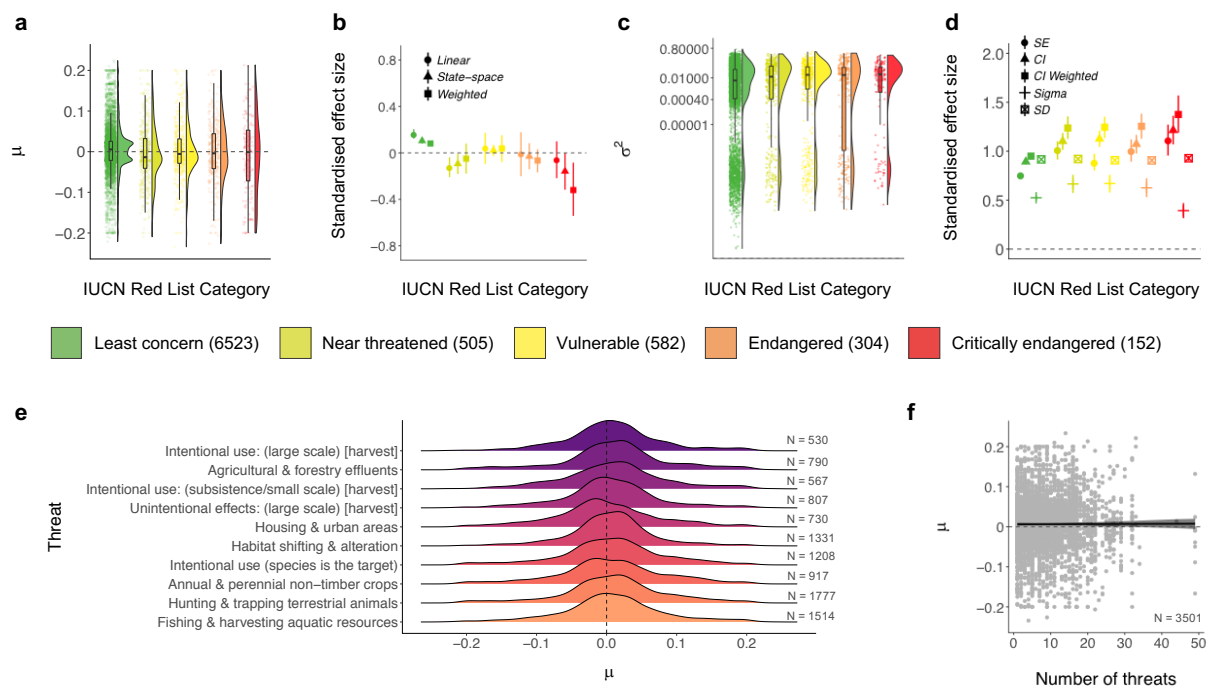 a
0.2
0.1
0
−0.1
−0.2
μ
IUCN Red List Category
b
Linear
State-space
Weighted
0.8
0.4
0
−0.4
−0.8
Standardised effect size
IUCN Red List Category
c
0.80000
0.01000
0.00040
0.00001
σ²
IUCN Red List Category
d
SE
CI
CI Weighted
Sigma
SD
2.0
1.5
1.0
0.5
0
Standardised effect size
IUCN Red List Category
Least concern (6523)
Near threatened (505)
Vulnerable (582)
Endangered (304)
Critically endangered (152)
e
Threat
Intentional use: (large scale) [harvest]
N = 530
Agricultural & forestry effluents
N = 790
Intentional use: (subsistence/small scale) [harvest]
N = 567
Unintentional effects: (large scale) [harvest]
N = 807
Housing & urban areas
N = 730
Habitat shifting & alteration
N = 1331
Intentional use (species is the target)
N = 1208
Annual & perennial non-timber crops
N = 917
Hunting & trapping terrestrial animals
N = 1777
Fishing & harvesting aquatic resources
N = 1514
−0.2 −0.1 0.0 0.1 0.2
μ
f
0.2
0.1
0
−0.1
−0.2
μ
N = 3501
0 10 20 30 40 50
Number of threats